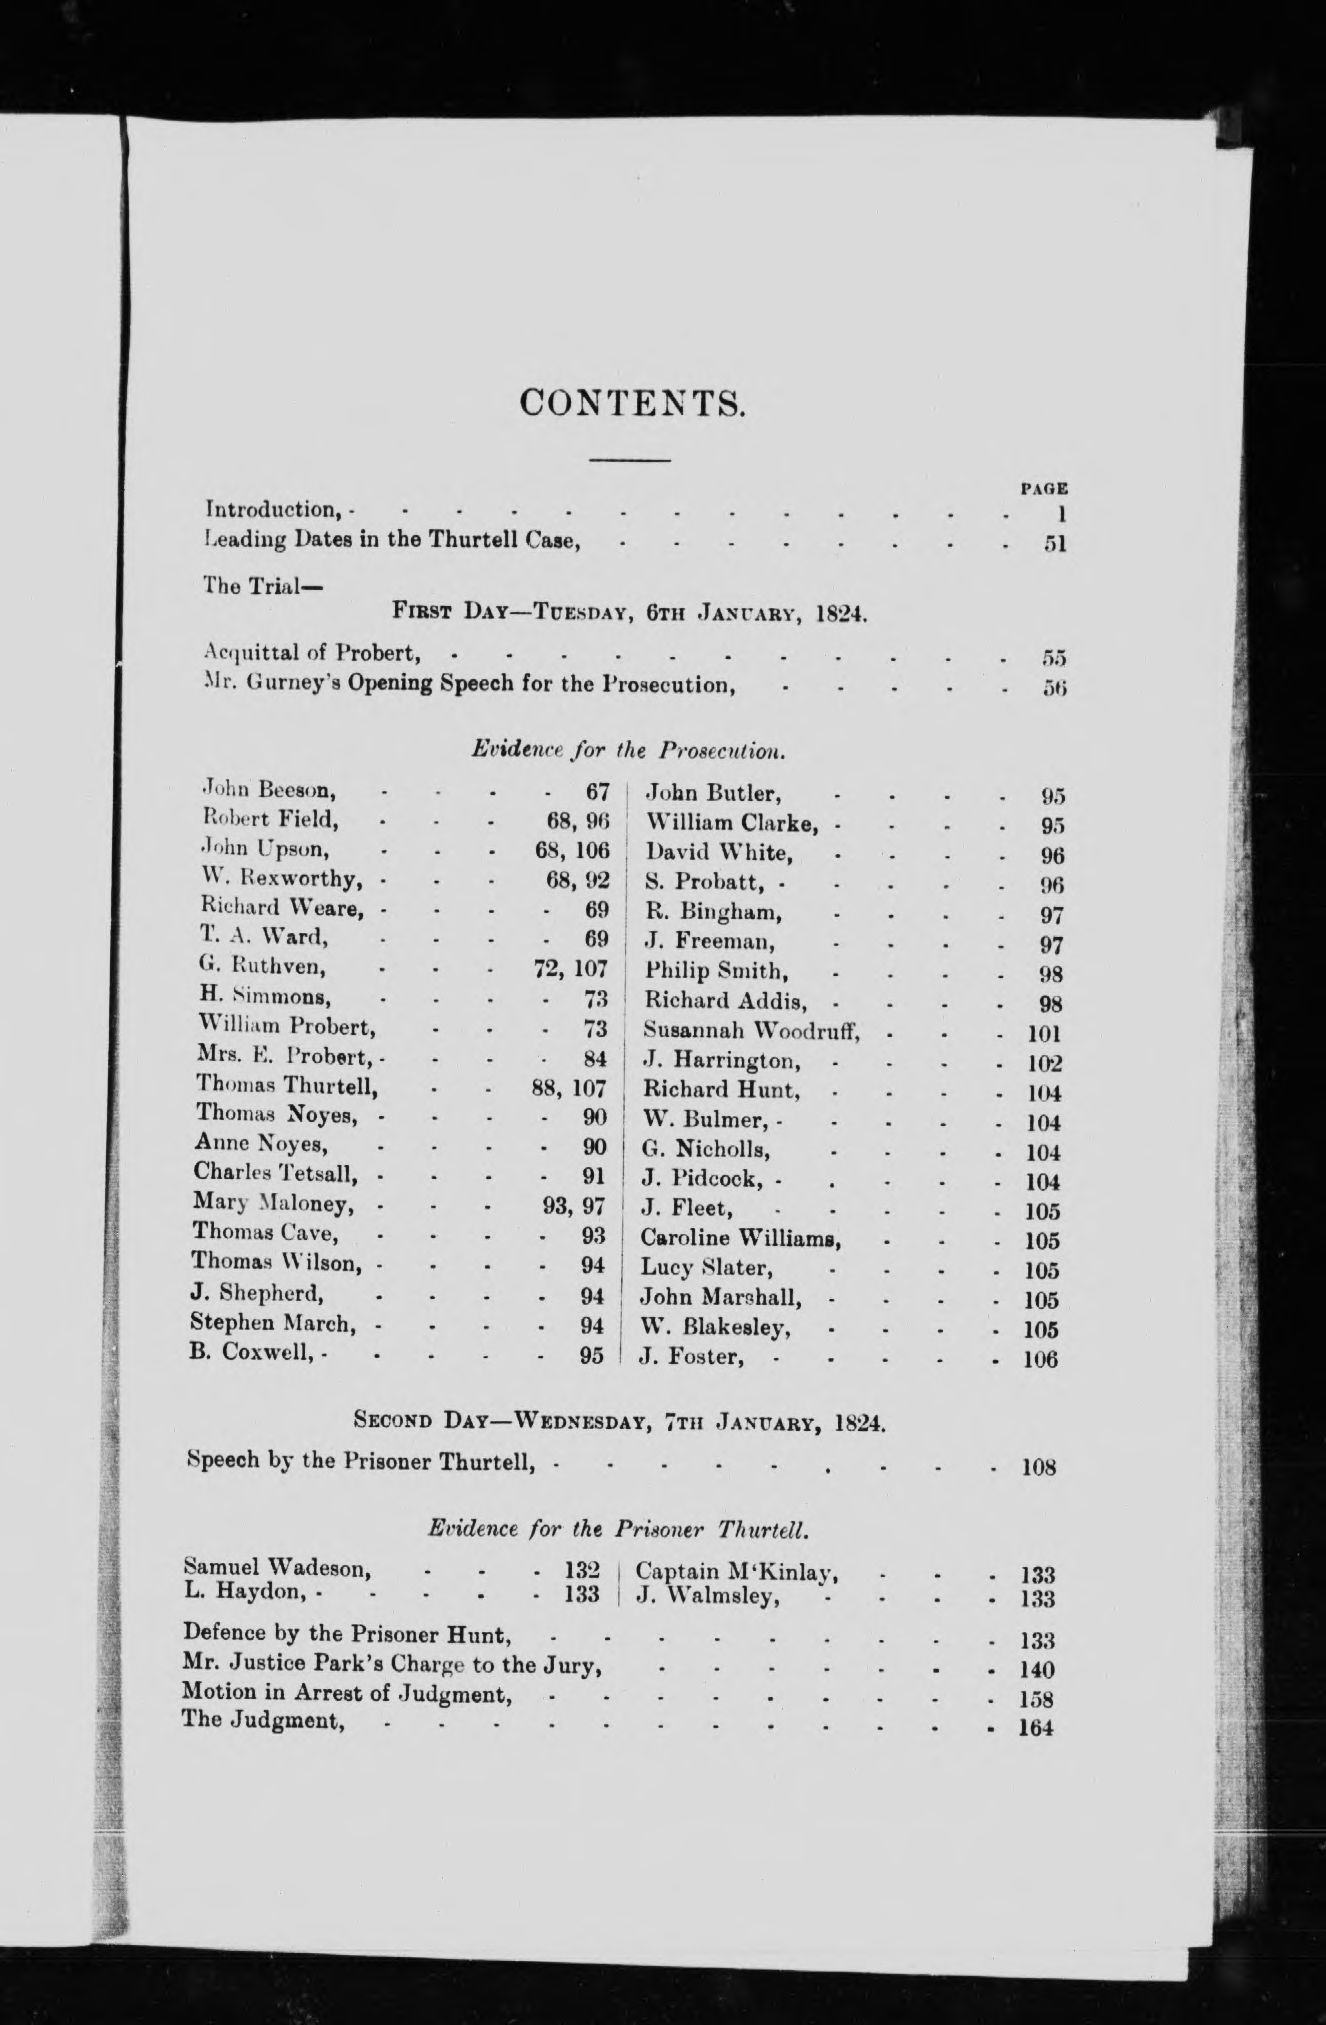 CONTENTS.
PAGE
Introduction, - - - - - - - - - - - - - 1
Leading Dates in the Thurtell Case, - - - - - - - - 51
The Trial—
FIRST DAY—TUESDAY, 6TH JANUARY, 1824.
Acquittal of Probert, - - - - - - - - - - - 55
Mr. Gurney's Opening Speech for the Prosecution, - - - - - 56
Evidence for the Prosecution.
John Beeson, - - - - 67
Robert Field, - - - 68, 96
John Upson, - - - 68, 106
W. Rexworthy, - - - 68, 92
Richard Weare, - - - - 69
T. A. Ward, - - - - 69
G. Ruthven, - - - 72, 107
H. Simmons, - - - - 73
William Probert, - - - 73
Mrs. E. Probert, - - - - 84
Thomas Thurtell, - - 88, 107
Thomas Noyes, - - - - 90
Anne Noyes, - - - - 90
Charles Tetsall, - - - - 91
Mary Maloney, - - - 93, 97
Thomas Cave, - - - - 93
Thomas Wilson, - - - - 94
J. Shepherd, - - - - 94
Stephen March, - - - - 94
B. Coxwell, - - - - - 95
John Butler, - - - - 95
William Clarke, - - - - 95
David White, - - - - 96
S. Probatt, - - - - - 96
R. Bingham, - - - - 97
J. Freeman, - - - - 97
Philip Smith, - - - - 98
Richard Addis, - - - - 98
Susannah Woodruff, - - - 101
J. Harrington, - - - - 102
Richard Hunt, - - - - 104
W. Bulmer, - - - - - 104
G. Nicholls, - - - - 104
J. Pidcock, - - - - - 104
J. Fleet, - - - - - 105
Caroline Williams, - - - 105
Lucy Slater, - - - - 105
John Marshall, - - - - 105
W. Blakesley, - - - - 105
J. Foster, - - - - - 106
SECOND DAY—WEDNESDAY, 7TH JANUARY, 1824.
Speech by the Prisoner Thurtell, - - - - - - - - - 108
Evidence for the Prisoner Thurtell.
Samuel Wadeson, - - - 132
L. Haydon, - - - - - 133
Captain M‘Kinlay, - - - 133
J. Walmsley, - - - - 133
Defence by the Prisoner Hunt, - - - - - - - - - 133
Mr. Justice Park's Charge to the Jury, - - - - - - - 140
Motion in Arrest of Judgment, - - - - - - - - - 158
The Judgment, - - - - - - - - - - - - 164